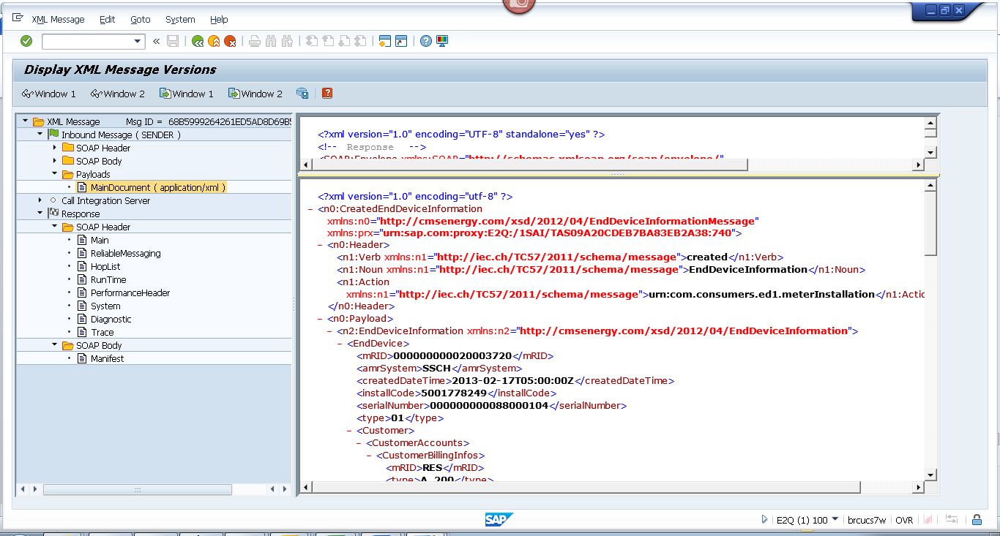 XML Message Edit Goto System Help
Display XML Message Versions
Window 1 Window 2 Window 1 Window 2
XML Message Msg ID = 68B5999264261ED5AD8D69B5
Inbound Message ( SENDER )
SOAP Header
SOAP Body
Payloads
MainDocument ( application/xml )
Call Integration Server
Response
SOAP Header
Main
ReliableMessaging
HopList
RunTime
PerformanceHeader
System
Diagnostic
Trace
SOAP Body
Manifest
<?xml version="1.0" encoding="UTF-8" standalone="yes" ?>
<!-- Response -->
<SOAP:Envelope xmlns:SOAP="http://schemas.xmlsoap.org/soap/envelope/"
<?xml version="1.0" encoding="utf-8" ?>
- <n0:CreatedEndDeviceInformation
xmlns:n0="http://cmsenergy.com/xsd/2012/04/EndDeviceInformationMessage"
xmlns:prx="urn:sap.com:proxy:E2Q:/1SAI/TAS09A20CDEB7BA83EB2A38:740">
- <n0:Header>
<n1:Verb xmlns:n1="http://iec.ch/TC57/2011/schema/message">created</n1:Verb>
<n1:Noun xmlns:n1="http://iec.ch/TC57/2011/schema/message">EndDeviceInformation</n1:Noun>
<n1:Action
xmlns:n1="http://iec.ch/TC57/2011/schema/message">urn:com.consumers.ed1.meterInstallation</n1:Actic
</n0:Header>
- <n0:Payload>
- <n2:EndDeviceInformation xmlns:n2="http://cmsenergy.com/xsd/2012/04/EndDeviceInformation">
- <EndDevice>
<mRID>000000000020003720</mRID>
<amrSystem>SSCH</amrSystem>
<createdDateTime>2013-02-17T05:00:00Z</createdDateTime>
<installCode>5001778249</installCode>
<serialNumber>000000000088000104</serialNumber>
<type>01</type>
- <Customer>
- <CustomerAccounts>
- <CustomerBillingInfos>
<mRID>RES</mRID>
<type>A_200</type>
SAP
E2Q (1) 100 brcucs7w OVR